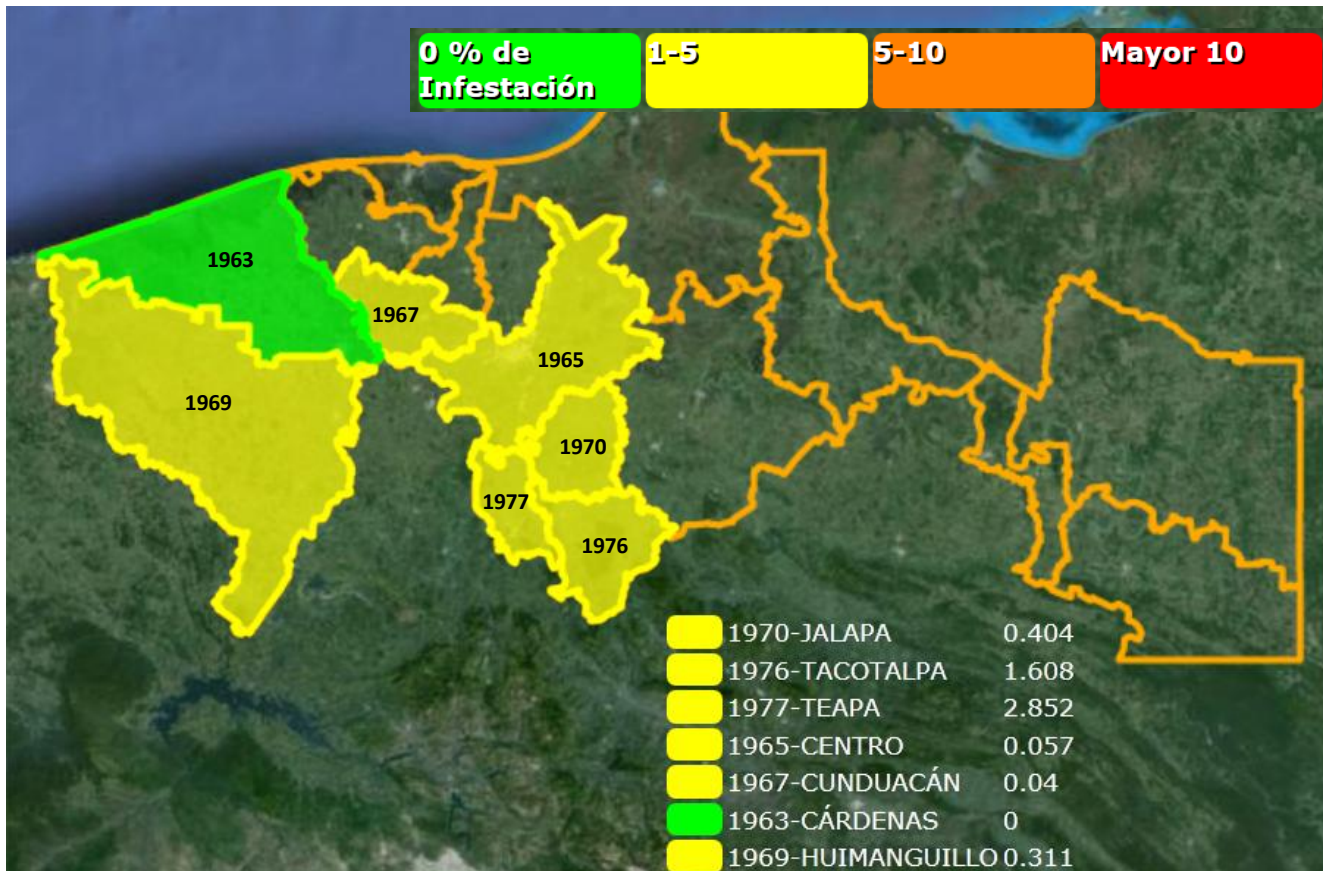 0 % de
Infestación
1-5
5-10
Mayor 10
1963
1967
1965
1969
1970
1977
1976
1970-JALAPA 0.404
1976-TACOTALPA 1.608
1977-TEAPA 2.852
1965-CENTRO 0.057
1967-CUNDUACÁN 0.04
1963-CÁRDENAS 0
1969-HUIMANGUILLO 0.311